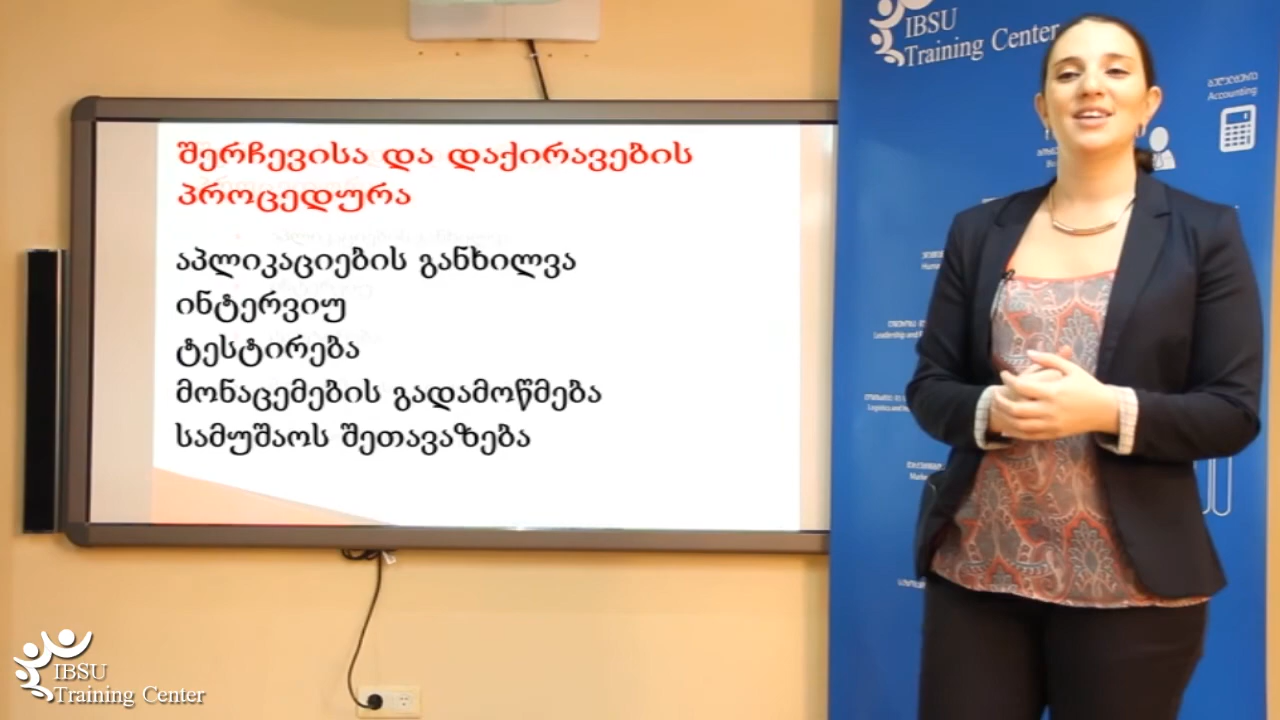 შერჩევისა და დაქირავების
პროცედურა
აპლიკაციების განხილვა
ინტერვიუ
ტესტირება
მონაცემების გადამოწმება
სამუშაოს შეთავაზება
IBSU
Training Center
Accounting
IBSU
Training Center